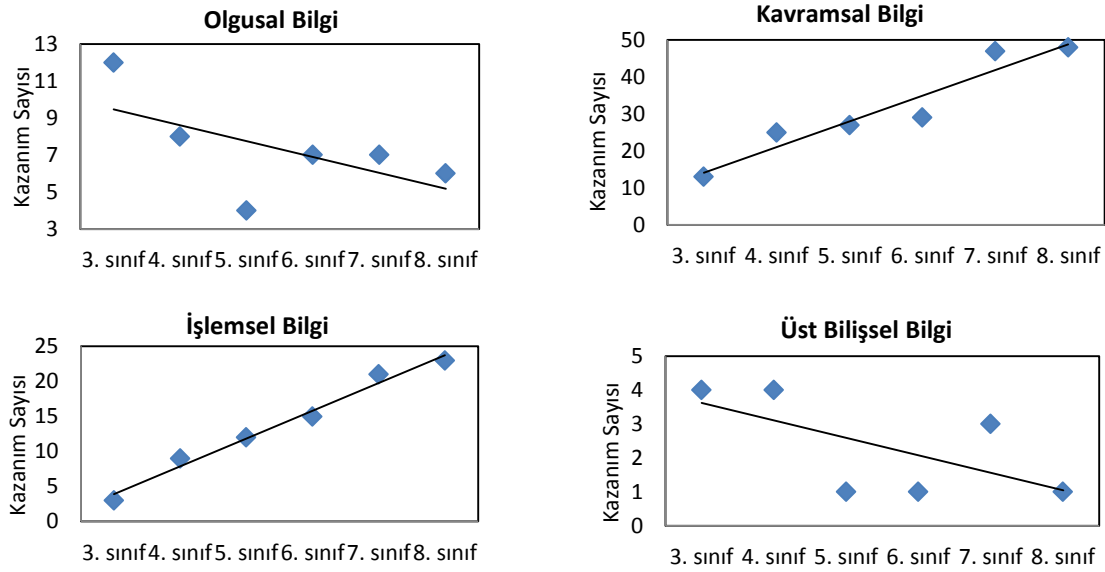 Olgusal Bilgi
Kazanım Sayısı
13
11
9
7
5
3
3. sınıf 4. sınıf 5. sınıf 6. sınıf 7. sınıf 8. sınıf
Kavramsal Bilgi
Kazanım Sayısı
50
40
30
20
10
0
3. sınıf 4. sınıf 5. sınıf 6. sınıf 7. sınıf 8. sınıf
İşlemsel Bilgi
Kazanım Sayısı
25
20
15
10
5
0
3. sınıf 4. sınıf 5. sınıf 6. sınıf 7. sınıf 8. sınıf
Üst Bilişsel Bilgi
Kazanım Sayısı
5
4
3
2
1
0
3. sınıf 4. sınıf 5. sınıf 6. sınıf 7. sınıf 8. sınıf